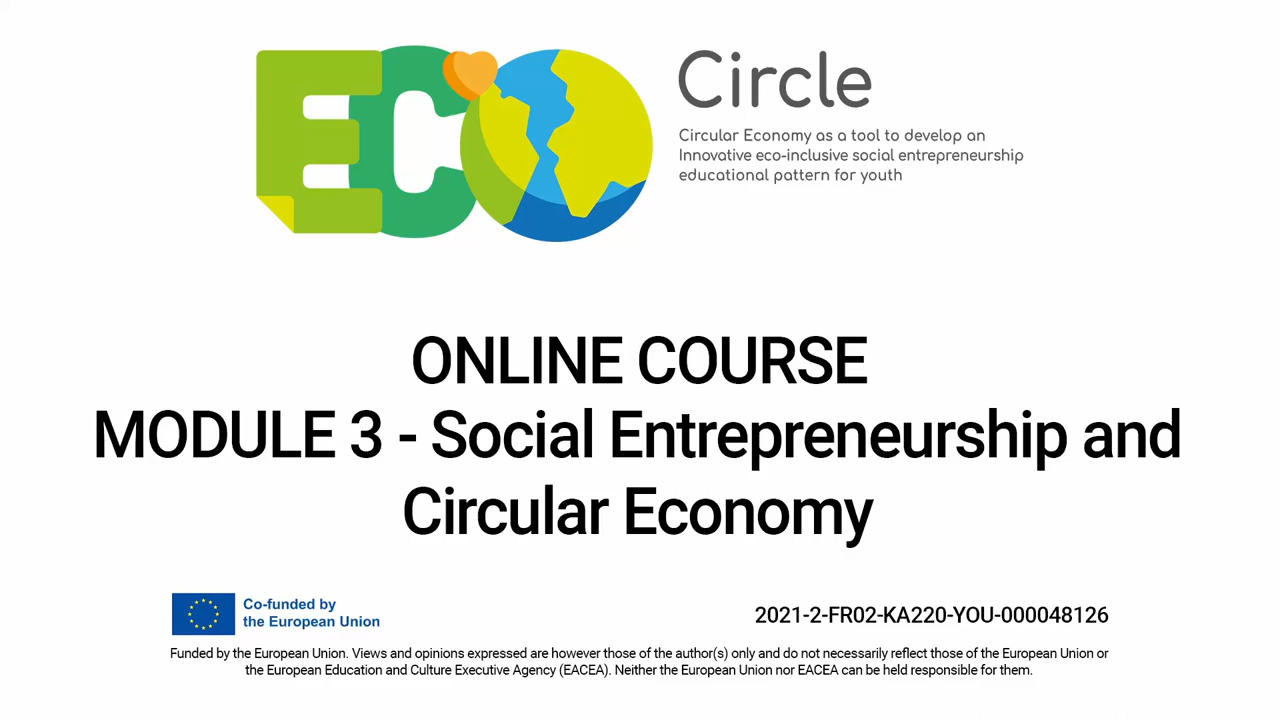 ECO Circle
Circular Economy as a tool to develop an
Innovative eco-inclusive social entrepreneurship
educational pattern for youth
ONLINE COURSE
MODULE 3 - Social Entrepreneurship and
Circular Economy
Co-funded by
the European Union
2021-2-FR02-KA220-YOU-000048126
Funded by the European Union. Views and opinions expressed are however those of the author(s) only and do not necessarily reflect those of the European Union or
the European Education and Culture Executive Agency (EACEA). Neither the European Union nor EACEA can be held responsible for them.